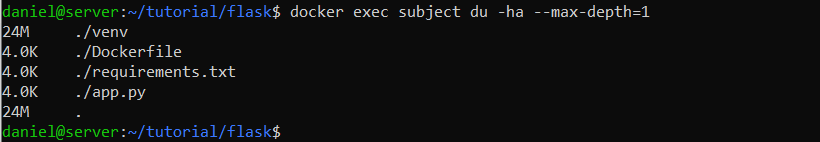 daniel@server:~/tutorial/flask$ docker exec subject du -ha --max-depth=1
24M     ./venv
4.0K    ./Dockerfile
4.0K    ./requirements.txt
4.0K    ./app.py
24M     .
daniel@server:~/tutorial/flask$